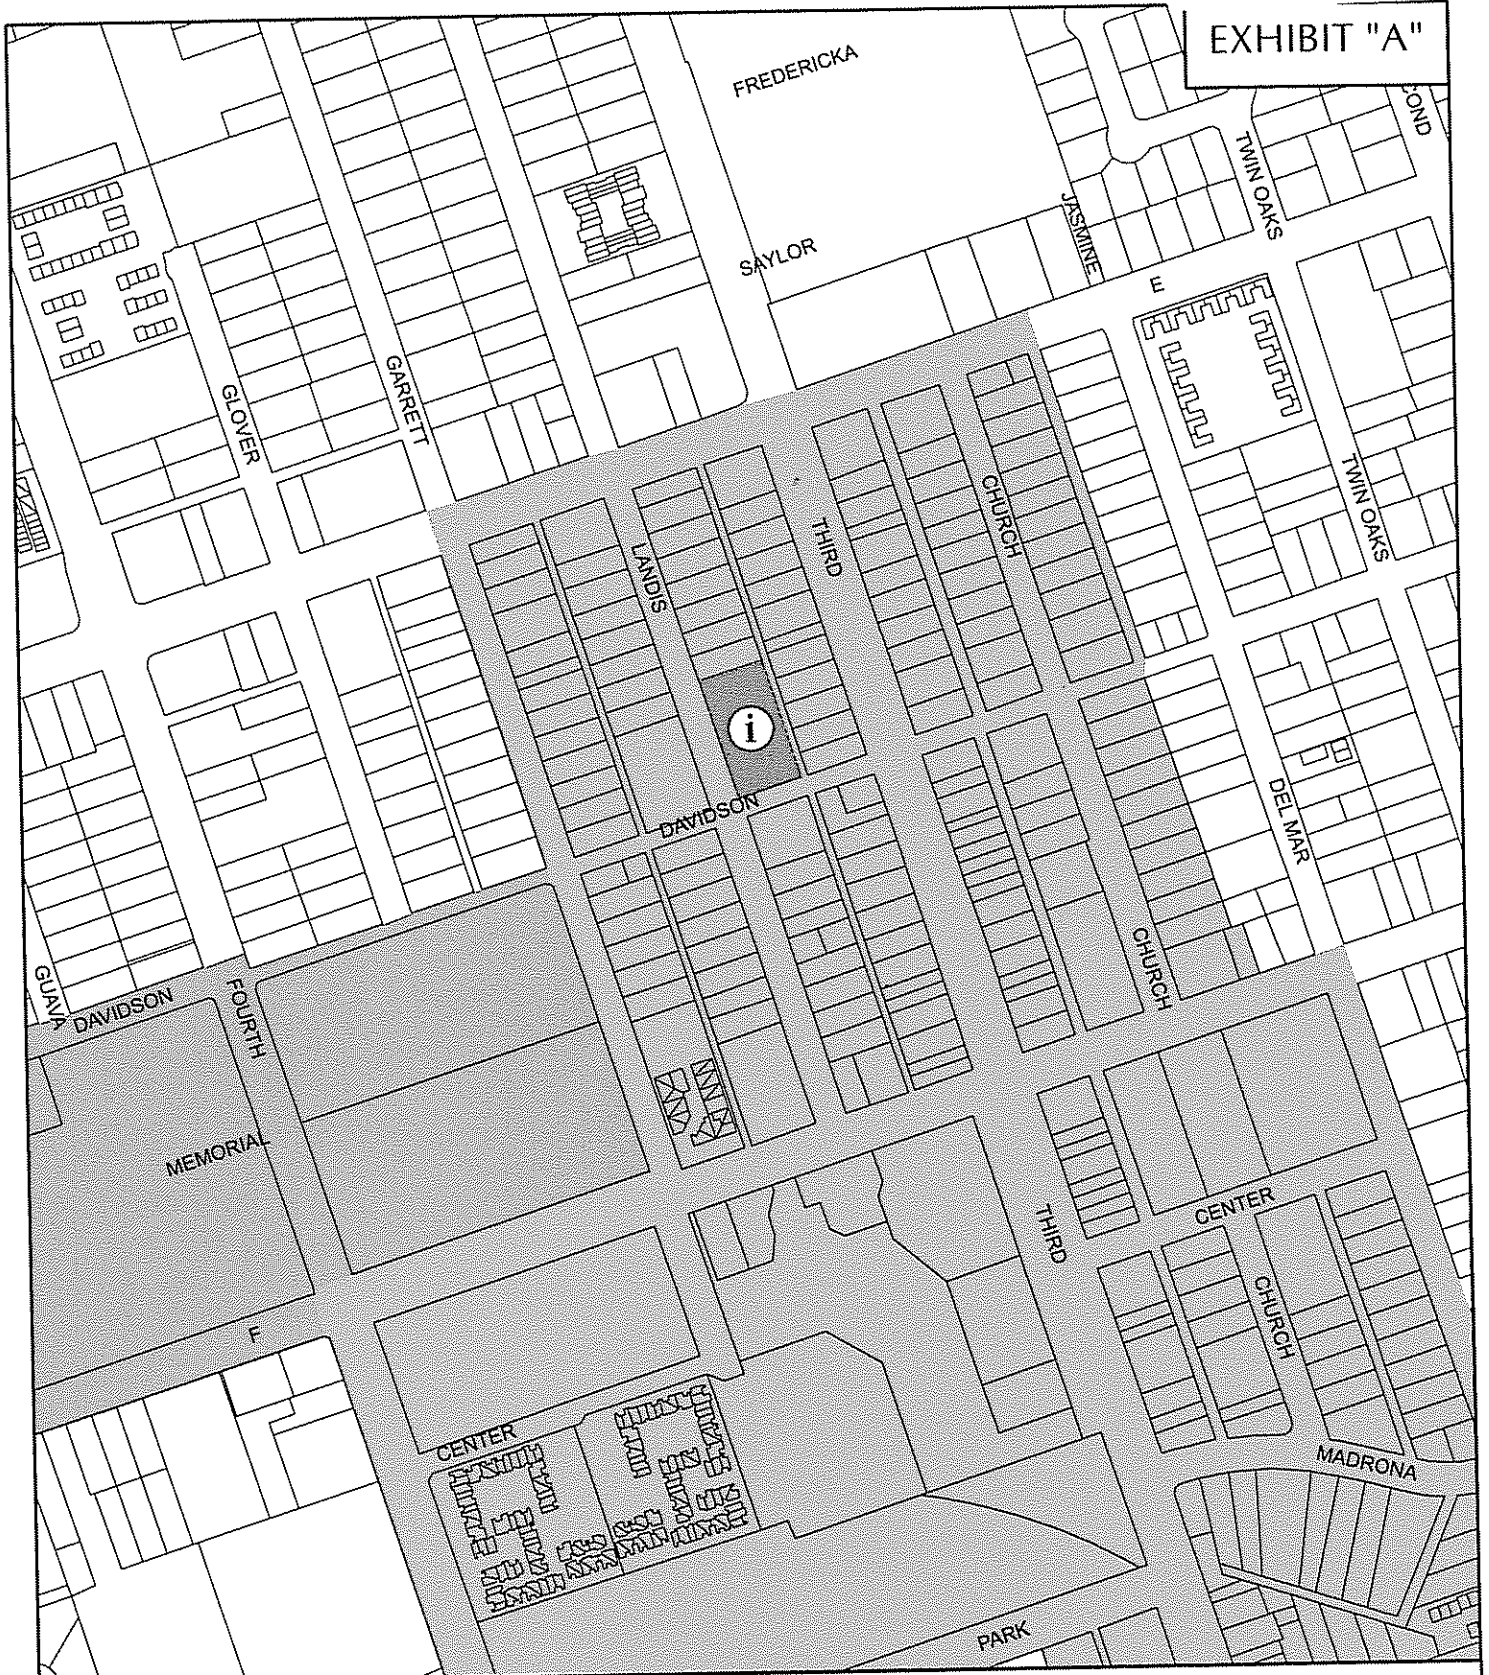 EXHIBIT "A"
FREDERICKA
COND
TWIN OAKS
JASMINE
SAYLOR
E
GARRETT
GLOVER
TWIN OAKS
CHURCH
THIRD
LANDIS
i
DAVIDSON
DEL MAR
CHURCH
GUAVA
DAVIDSON
FOURTH
MEMORIAL
CENTER
THIRD
CHURCH
F
CENTER
MADRONA
PARK